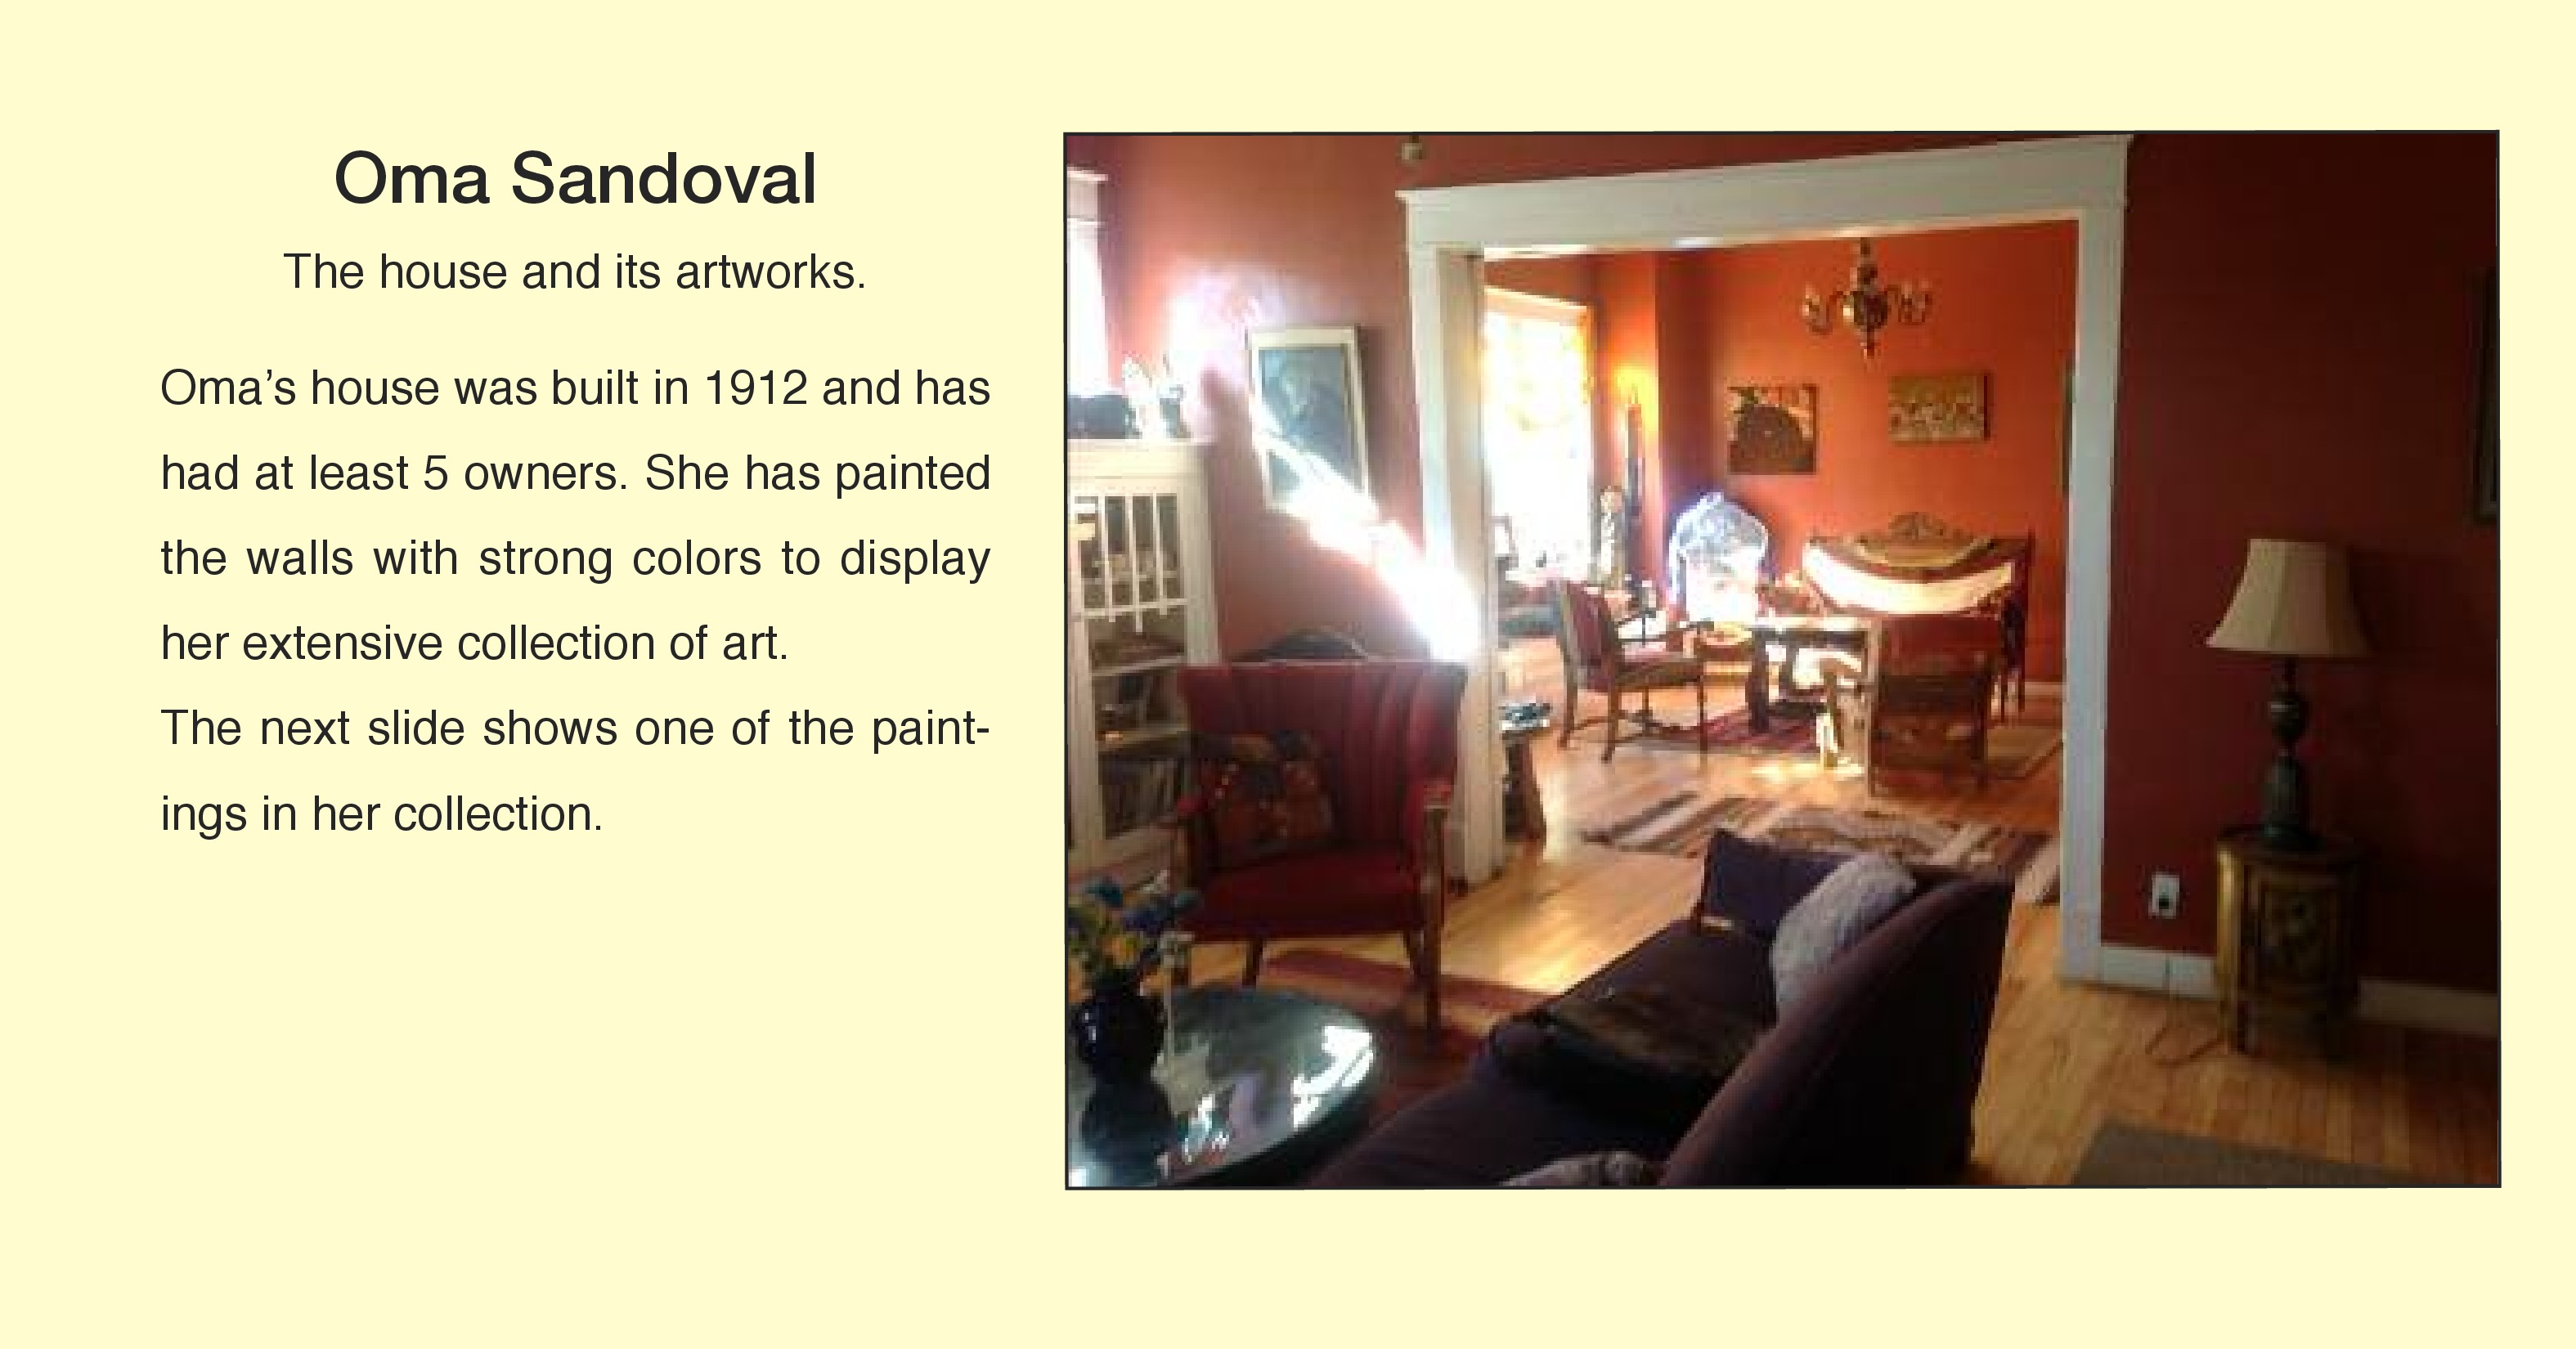 Oma Sandoval
The house and its artworks.
Oma’s house was built in 1912 and has
had at least 5 owners. She has painted
the walls with strong colors to display
her extensive collection of art.
The next slide shows one of the paint-
ings in her collection.